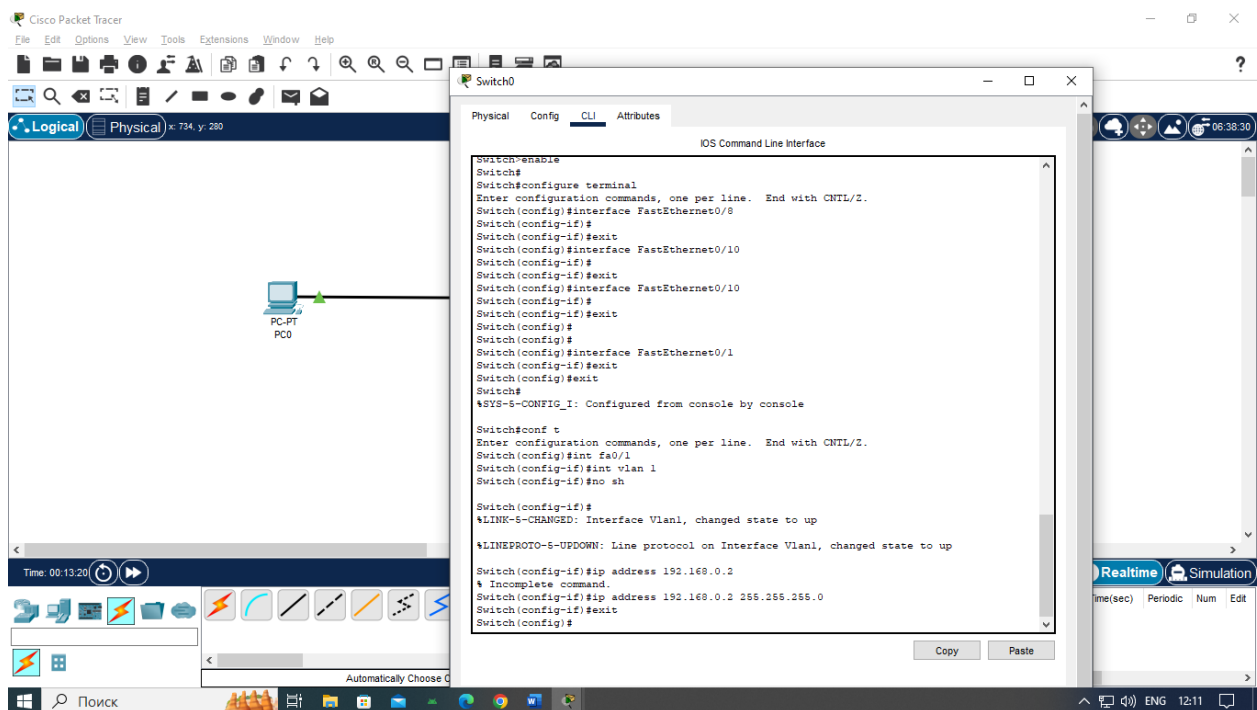 Cisco Packet Tracer
File Edit Options View Tools Extensions Window Help
?
Logical Physical x: 734, y: 280
06:38:30
PC-PT
PC0
Switch0
Physical Config CLI Attributes
IOS Command Line Interface
Switch>enable
Switch#
Switch#configure terminal
Enter configuration commands, one per line. End with CNTL/Z.
Switch(config)#interface FastEthernet0/8
Switch(config-if)#
Switch(config-if)#exit
Switch(config)#interface FastEthernet0/10
Switch(config-if)#
Switch(config-if)#exit
Switch(config)#interface FastEthernet0/10
Switch(config-if)#
Switch(config-if)#exit
Switch(config)#
Switch(config)#
Switch(config)#interface FastEthernet0/1
Switch(config-if)#exit
Switch(config)#exit
Switch#
%SYS-5-CONFIG_I: Configured from console by console
Switch#conf t
Enter configuration commands, one per line. End with CNTL/Z.
Switch(config)#int fa0/1
Switch(config-if)#int vlan 1
Switch(config-if)#no sh
Switch(config-if)#
%LINK-5-CHANGED: Interface Vlan1, changed state to up
%LINEPROTO-5-UPDOWN: Line protocol on Interface Vlan1, changed state to up
Switch(config-if)#ip address 192.168.0.2
% Incomplete command.
Switch(config-if)#ip address 192.168.0.2 255.255.255.0
Switch(config-if)#exit
Switch(config)#
Copy Paste
Time: 00:13:20
Realtime Simulation
ime(sec) Periodic Num Edit
Automatically Choose C
Поиск
ENG 12:11